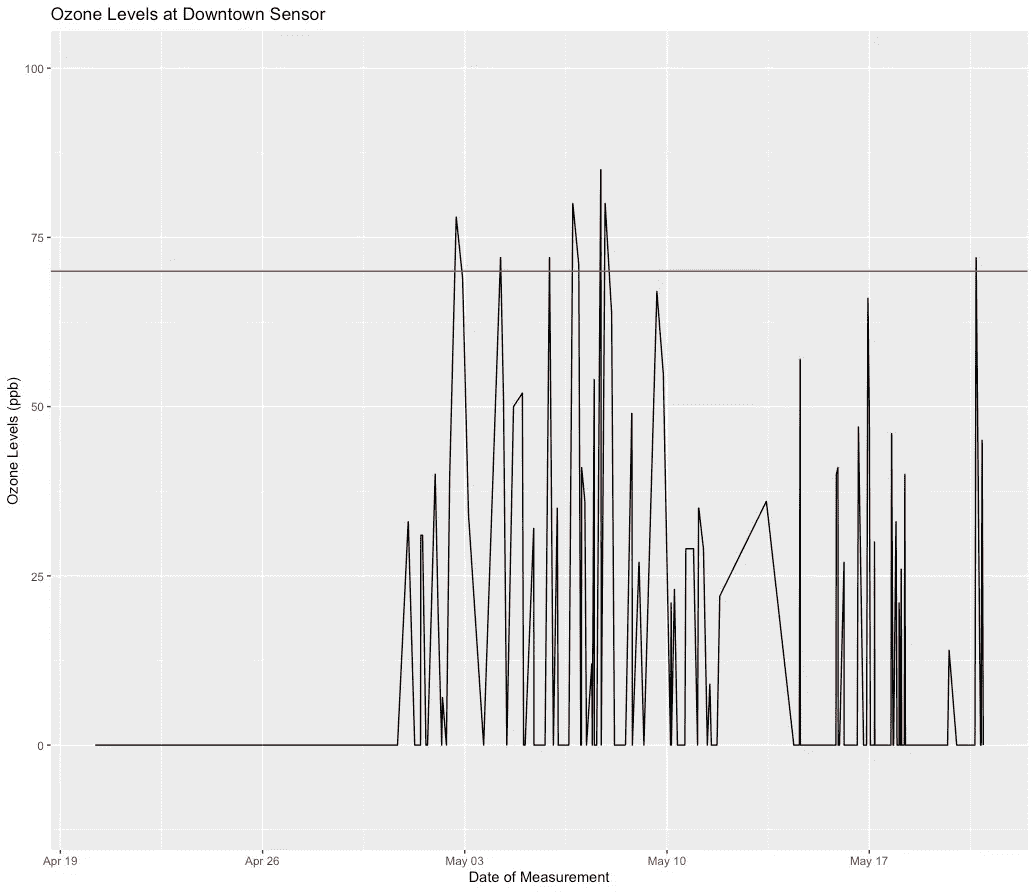 Ozone Levels at Downtown Sensor
100
75
50
25
0
Ozone Levels (ppb)
Apr 19
Apr 26
May 03
May 10
May 17
Date of Measurement